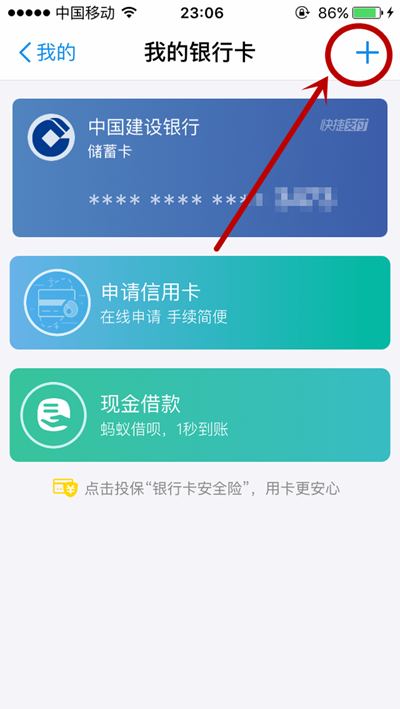 中国移动 23:06 86%
我的 我的银行卡
中国建设银行 快捷支付
储蓄卡
**** **** ***
申请信用卡
在线申请 手续简便
现金借款
蚂蚁借呗，1秒到账
点击投保“银行卡安全险”，用卡更安心